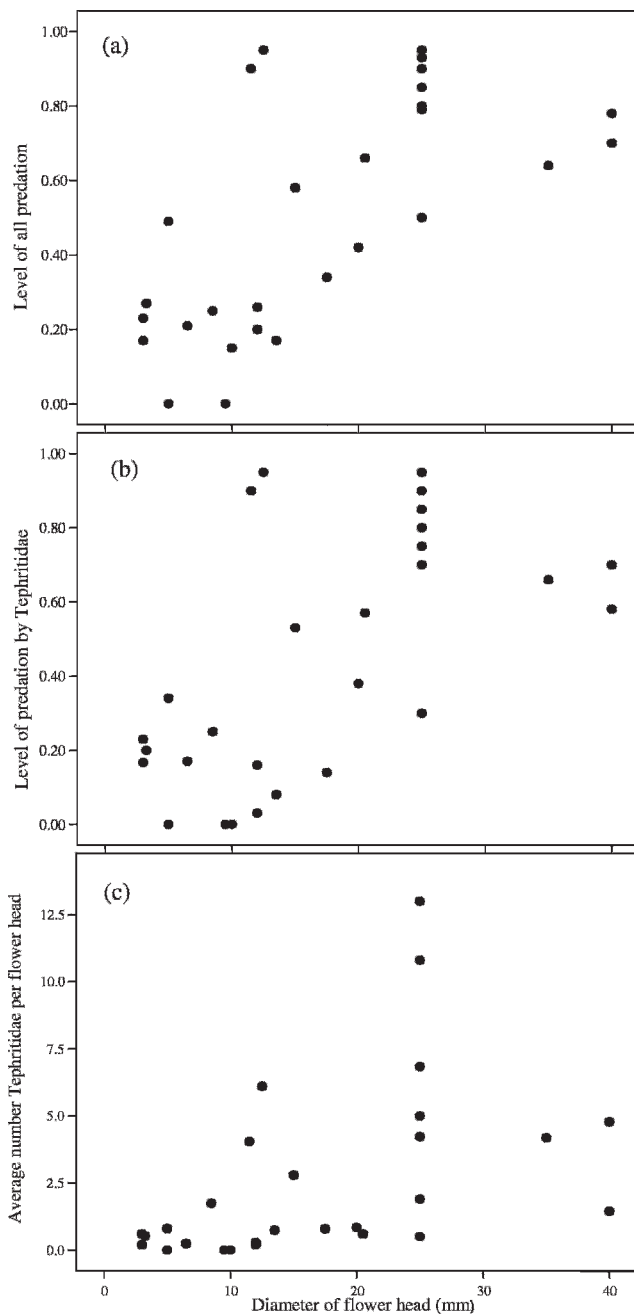 (a)
Level of all predation
1.00
0.80
0.60
0.40
0.20
0.00
(b)
Level of predation by Tephritidae
1.00
0.80
0.60
0.40
0.20
0.00
(c)
Average number Tephritidae per flower head
12.5
10.0
7.5
5.0
2.5
0.0
0 10 20 30 40
Diameter of flower head (mm)